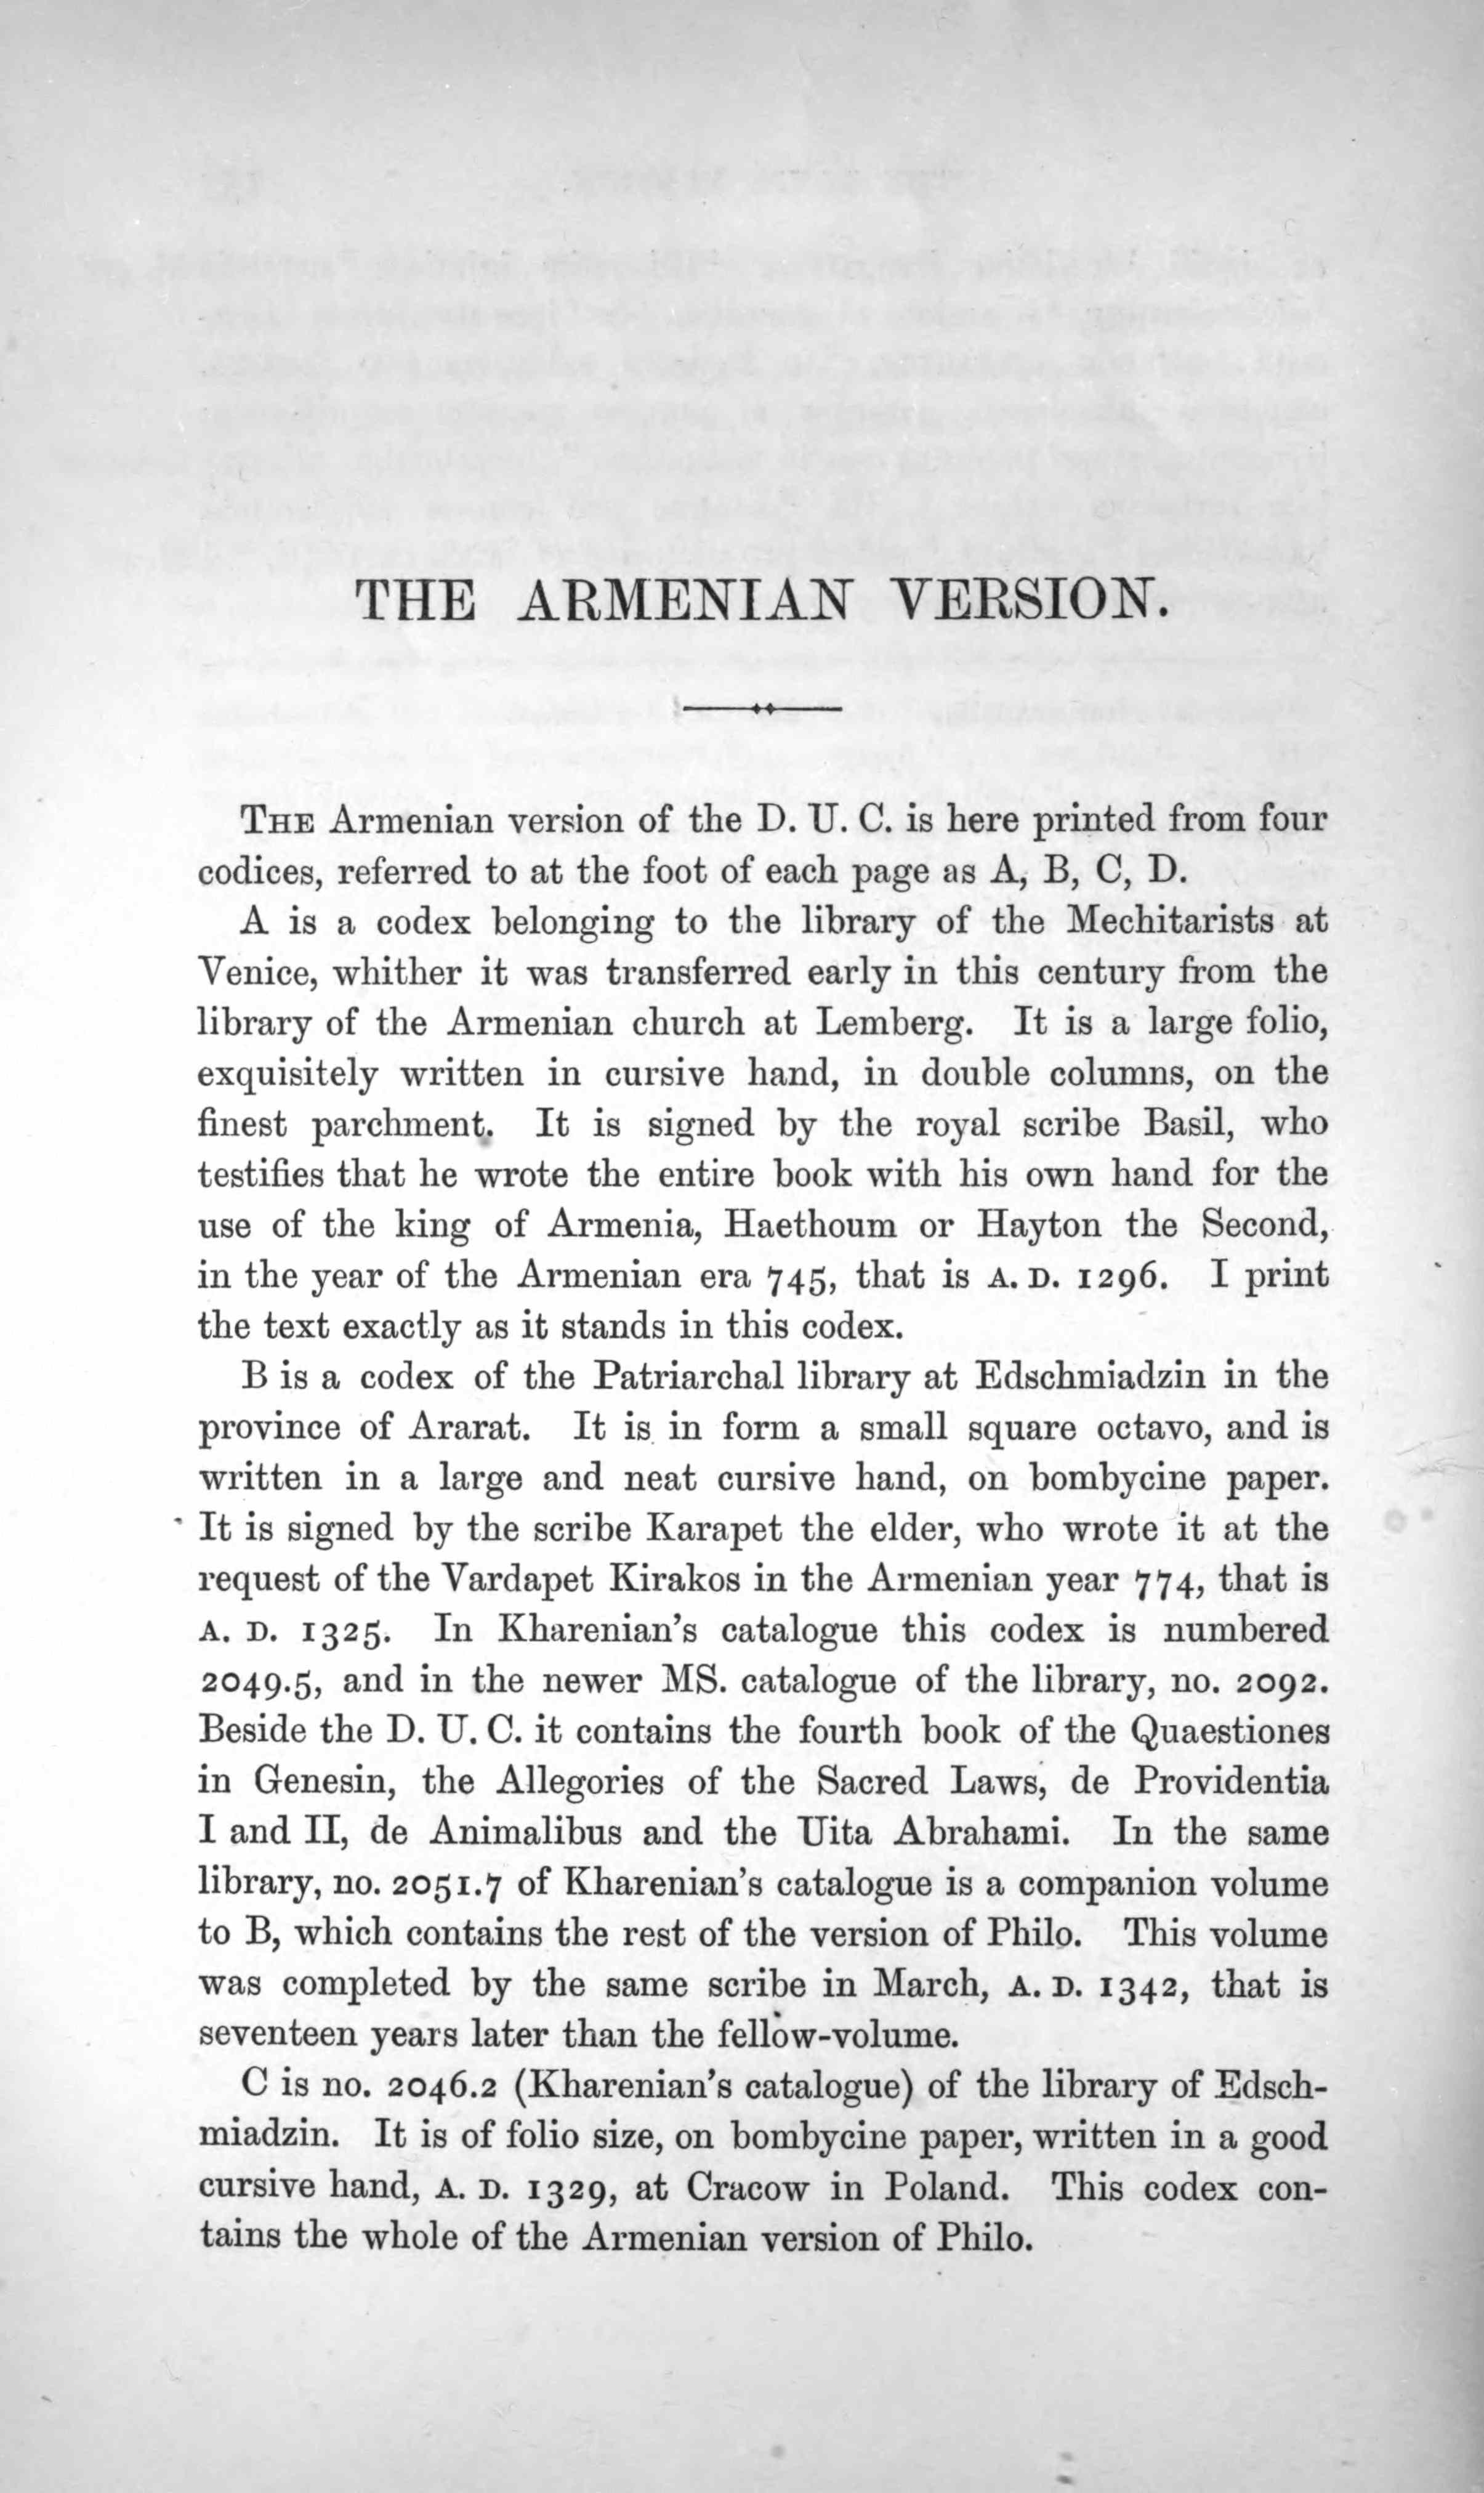 THE ARMENIAN VERSION.
THE Armenian version of the D. U. C. is here printed from four
codices, referred to at the foot of each page as A, B, C, D.
A is a codex belonging to the library of the Mechitarists at
Venice, whither it was transferred early in this century from the
library of the Armenian church at Lemberg. It is a large folio,
exquisitely written in cursive hand, in double columns, on the
finest parchment. It is signed by the royal scribe Basil, who
testifies that he wrote the entire book with his own hand for the
use of the king of Armenia, Haethoum or Hayton the Second,
in the year of the Armenian era 745, that is A. D. 1296. I print
the text exactly as it stands in this codex.
B is a codex of the Patriarchal library at Edschmiadzin in the
province of Ararat. It is in form a small square octavo, and is
written in a large and neat cursive hand, on bombycine paper.
It is signed by the scribe Karapet the elder, who wrote it at the
request of the Vardapet Kirakos in the Armenian year 774, that is
A. D. 1325. In Kharenian's catalogue this codex is numbered
2049.5, and in the newer MS. catalogue of the library, no. 2092.
Beside the D. U. C. it contains the fourth book of the Quaestiones
in Genesin, the Allegories of the Sacred Laws, de Providentia
I and II, de Animalibus and the Uita Abrahami. In the same
library, no. 2051.7 of Kharenian's catalogue is a companion volume
to B, which contains the rest of the version of Philo. This volume
was completed by the same scribe in March, A. D. 1342, that is
seventeen years later than the fellow-volume.
C is no. 2046.2 (Kharenian's catalogue) of the library of Edsch-
miadzin. It is of folio size, on bombycine paper, written in a good
cursive hand, A. D. 1329, at Cracow in Poland. This codex con-
tains the whole of the Armenian version of Philo.